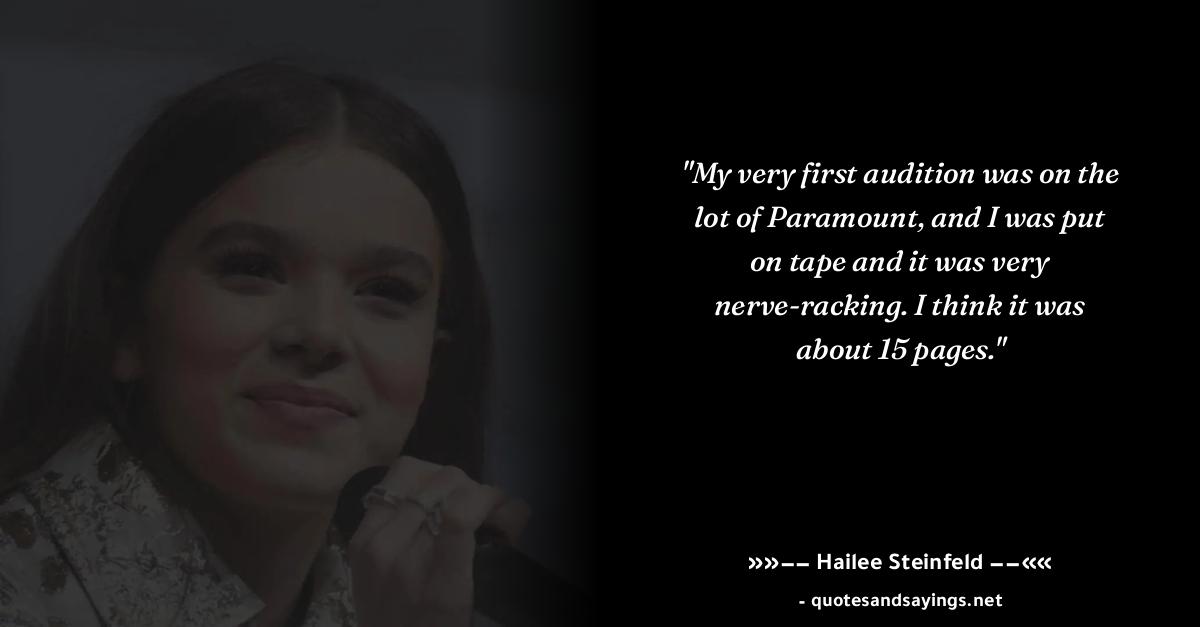 "My very first audition was on the
lot of Paramount, and I was put
on tape and it was very
nerve-racking. I think it was
about 15 pages."
»»–– Hailee Steinfeld ––««
- quotesandsayings.net